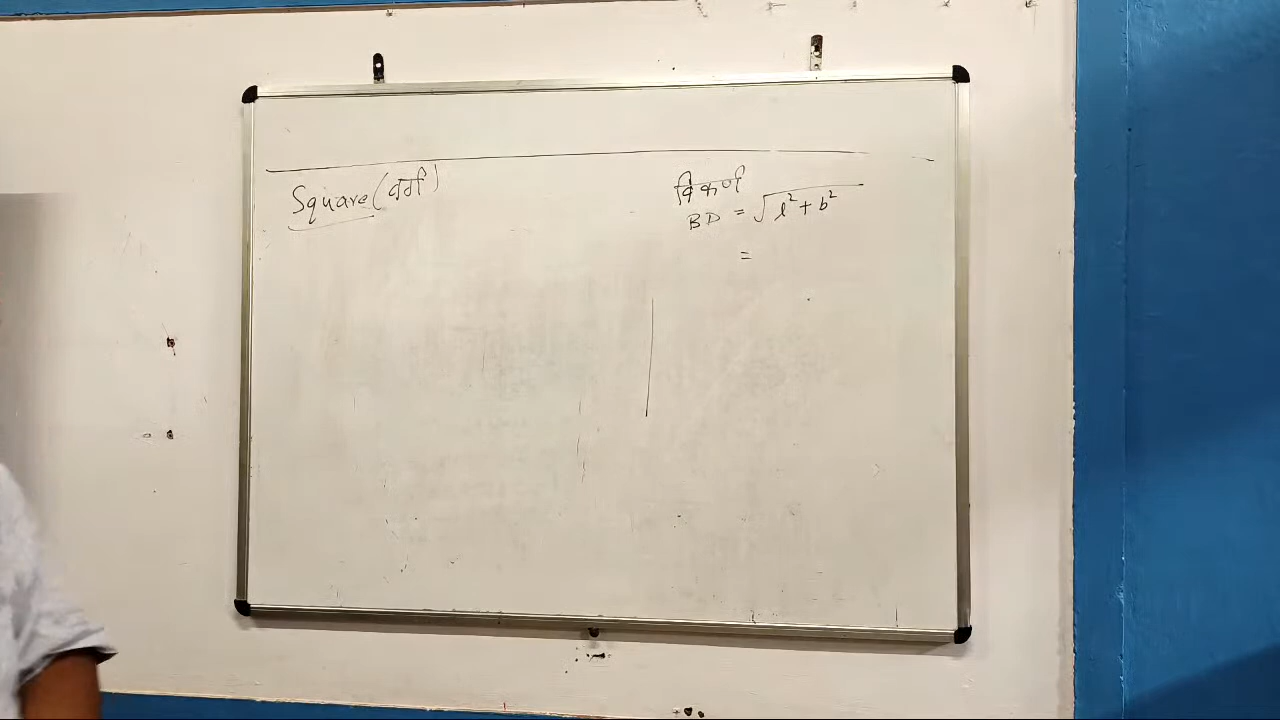 Square (वर्ग)
विकर्ण
BD = √l² + b²
=